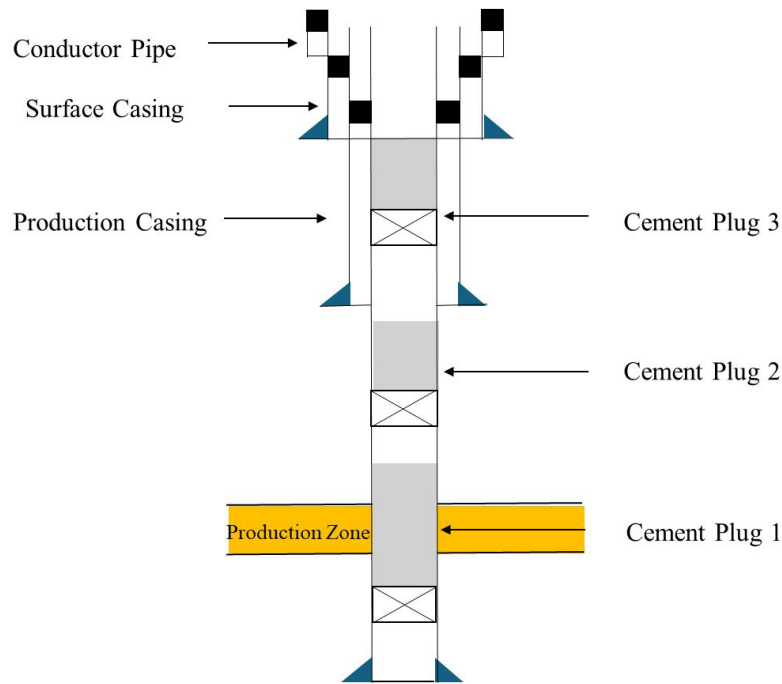 Conductor Pipe
Surface Casing
Production Casing
Cement Plug 3
Cement Plug 2
Production Zone
Cement Plug 1